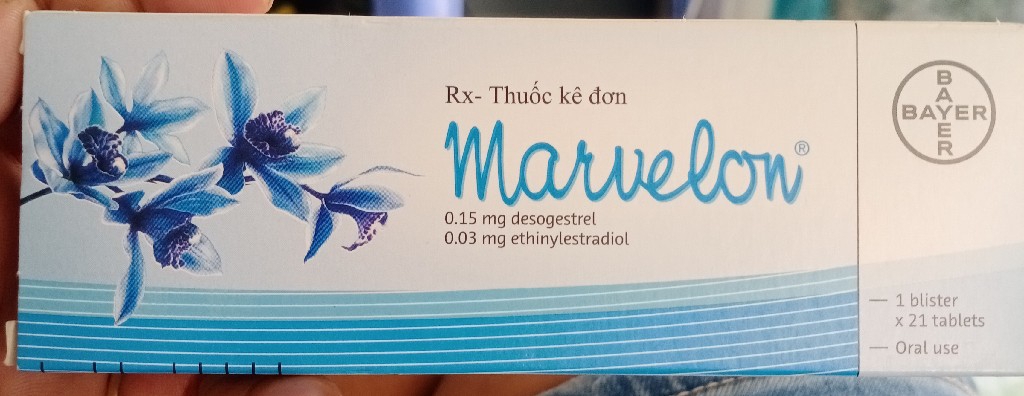 Rx- Thuốc kê đơn
Marvelon®
0.15 mg desogestrel
0.03 mg ethinylestradiol
BAYER
BAYER
— 1 blister
x 21 tablets
— Oral use